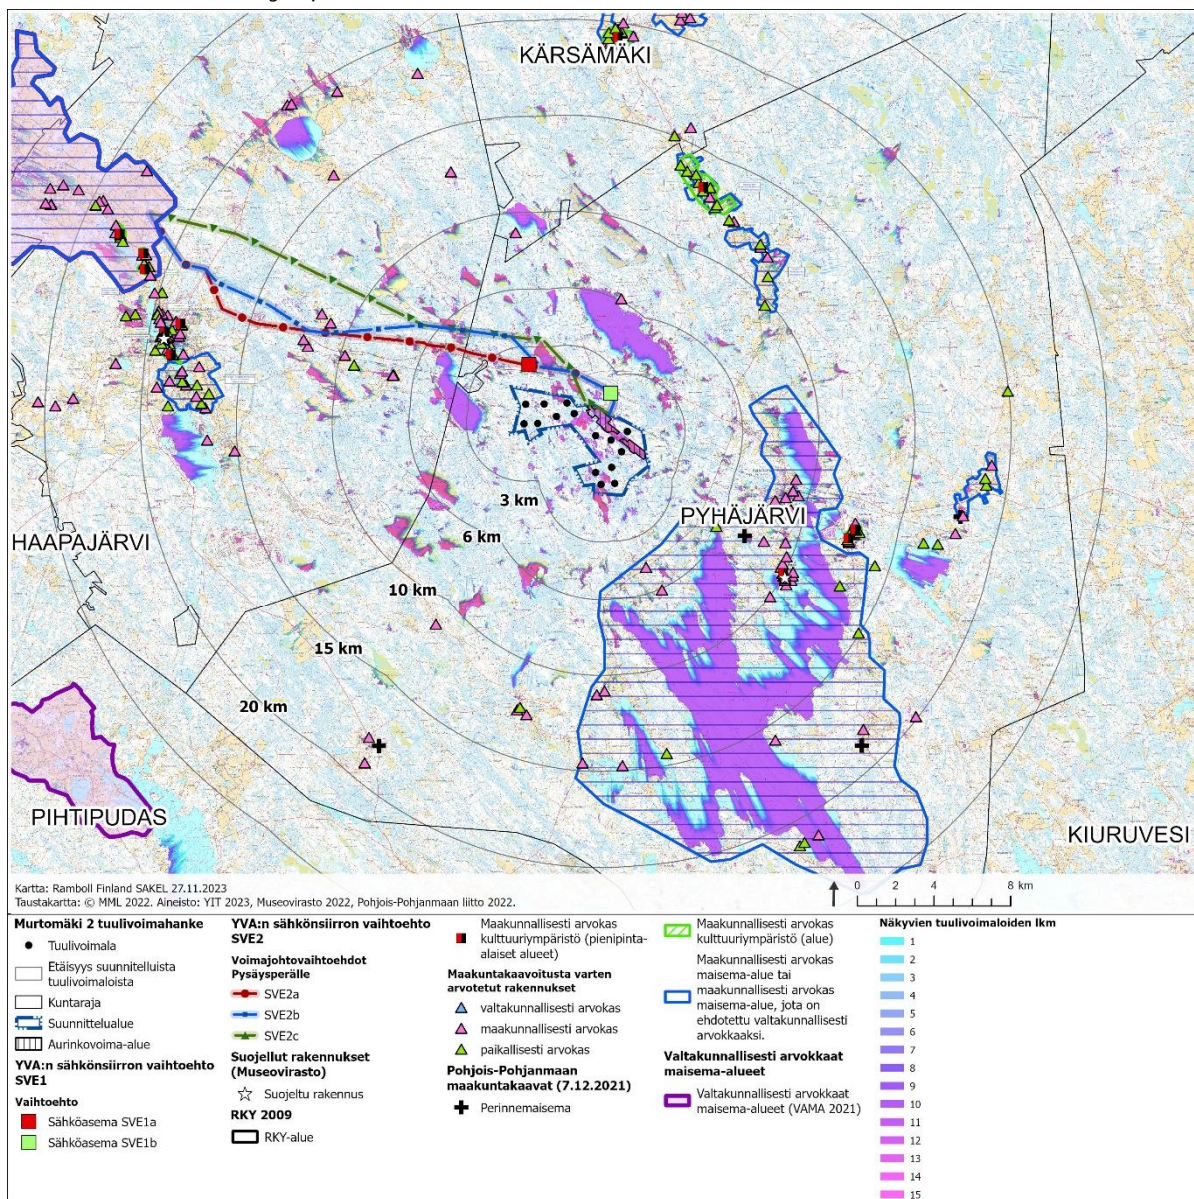 KÄRSÄMÄKI
3 km
PYHÄJÄRVI
HAAPAJÄRVI
6 km
10 km
15 km
20 km
PIHTIPUDAS
KIURUVESI
Kartta: Ramboll Finland SAKEL 27.11.2023
Taustakartta: © MML 2022. Aineisto: YIT 2023, Museovirasto 2022, Pohjois-Pohjanmaan liitto 2022.
0 2 4 8 km
Murtomäki 2 tuulivoimahanke
Tuulivoimala
Etäisyys suunnitelluista
tuulivoimaloista
Kuntaraja
Suunnittelualue
Aurinkovoima-alue
YVA:n sähkönsiirron vaihtoehto
SVE1
Vaihtoehto
Sähköasema SVE1a
Sähköasema SVE1b
YVA:n sähkönsiirron vaihtoehto
SVE2
Voimajohtovaihtoehdot
Pysäysperälle
SVE2a
SVE2b
SVE2c
Suojellut rakennukset
(Museovirasto)
Suojeltu rakennus
RKY 2009
RKY-alue
Maakunnallisesti arvokas
kulttuuriympäristö (pienipinta-
alaiset alueet)
Maakuntakaavoitusta varten
arvotetut rakennukset
valtakunnallisesti arvokas
maakunnallisesti arvokas
paikallisesti arvokas
Pohjois-Pohjanmaan
maakuntakaavat (7.12.2021)
Perinnemaisema
Maakunnallisesti arvokas
kulttuuriympäristö (alue)
Maakunnallisesti arvokas
maisema-alue tai
maakunnallisesti arvokas
maisema-alue, jota on
ehdotettu valtakunnallisesti
arvokkaaksi.
Valtakunnallisesti arvokkaat
maisema-alueet
Valtakunnallisesti arvokkaat
maisema-alueet (VAMA 2021)
Näkyvien tuulivoimaloiden lkm
1
2
3
4
5
6
7
8
9
10
11
12
13
14
15